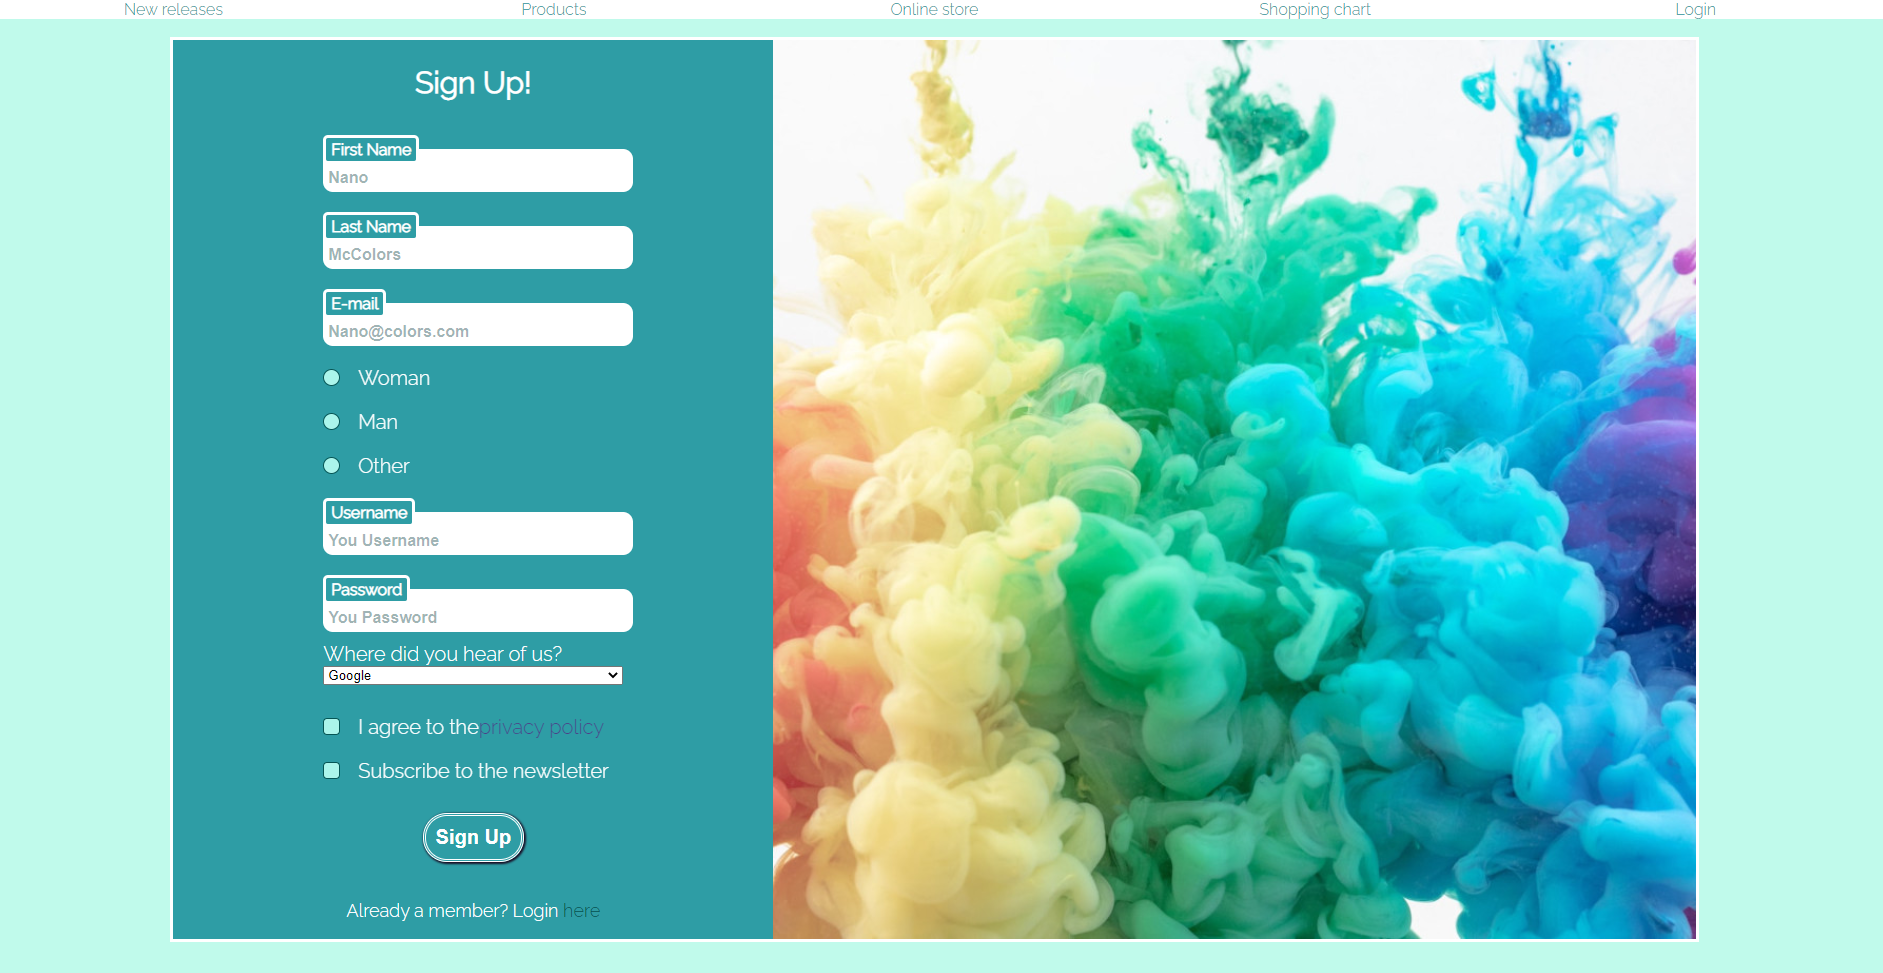 New releases Products Online store Shopping chart Login
Sign Up!
First Name
Nano
Last Name
McColors
E-mail
Nano@colors.com
Woman
Man
Other
Username
You Username
Password
You Password
Where did you hear of us?
Google
I agree to theprivacy policy
Subscribe to the newsletter
Sign Up
Already a member? Login here